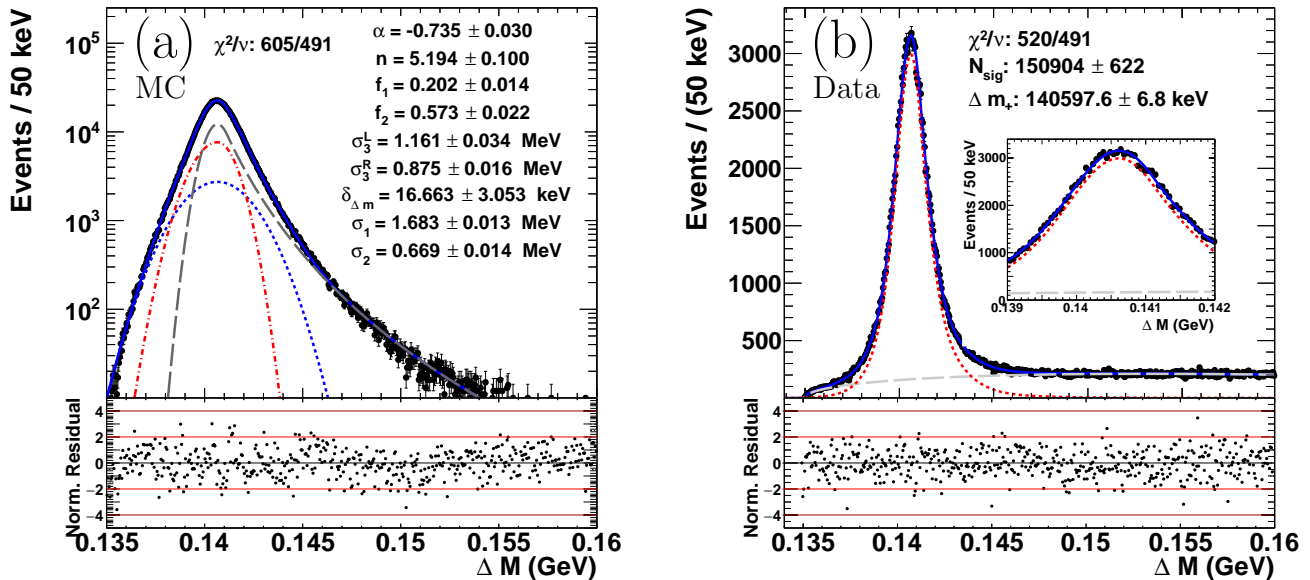 (a)
MC
χ²/ν: 605/491
α = -0.735 ± 0.030
n = 5.194 ± 0.100
f₁ = 0.202 ± 0.014
f₂ = 0.573 ± 0.022
σ₃ᴸ = 1.161 ± 0.034 MeV
σ₃ᴿ = 0.875 ± 0.016 MeV
δ_Δm = 16.663 ± 3.053 keV
σ₁ = 1.683 ± 0.013 MeV
σ₂ = 0.669 ± 0.014 MeV
Events / 50 keV
10⁵
10⁴
10³
10²
Norm. Residual
4
2
0
−2
−4
0.135 0.14 0.145 0.15 0.155 0.16
Δ M (GeV)
(b)
Data
χ²/ν: 520/491
N_sig: 150904 ± 622
Δ m₊: 140597.6 ± 6.8 keV
Events / (50 keV)
3000
2500
2000
1500
1000
500
Events / 50 keV
3000
2000
1000
0
0.139 0.14 0.141 0.142
Δ M (GeV)
Norm. Residual
4
2
0
−2
−4
0.135 0.14 0.145 0.15 0.155 0.16
Δ M (GeV)